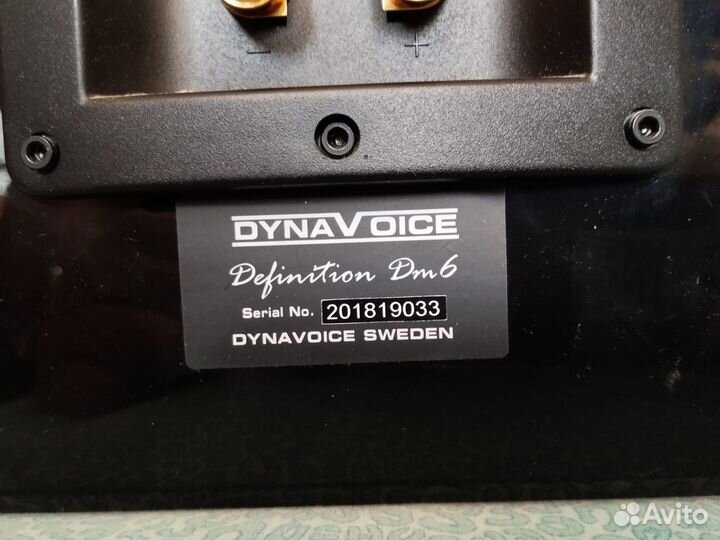 - +
DYNAVOICE
Definition Dm6
Serial No. 201819033
DYNAVOICE SWEDEN
Avito